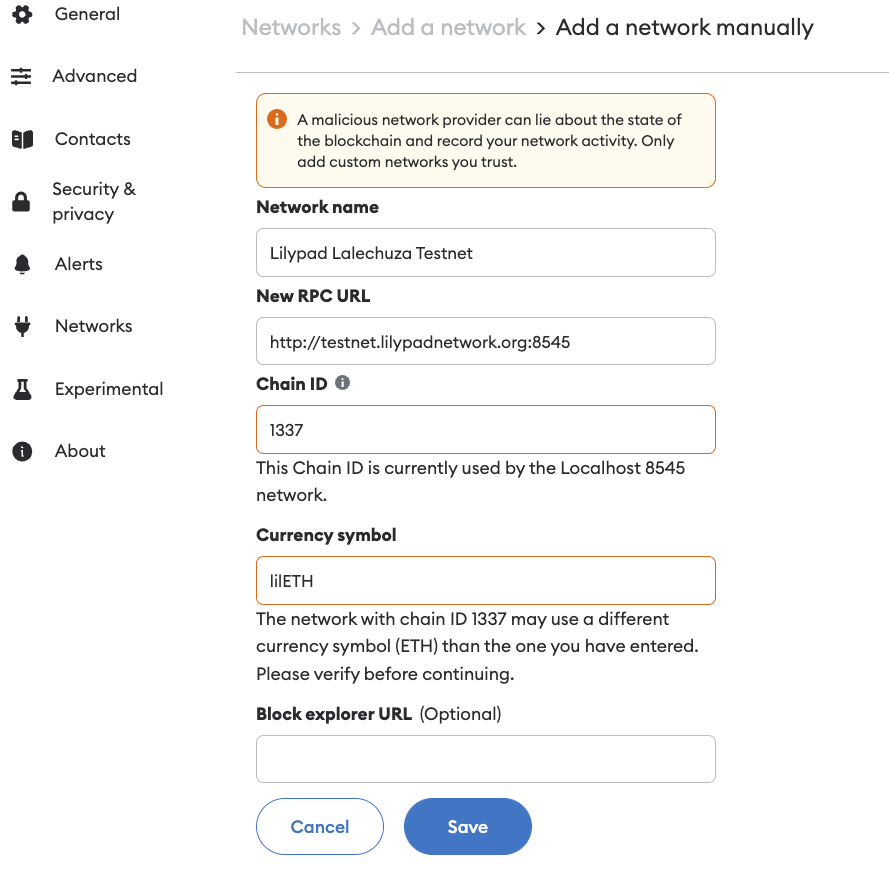 General
Advanced
Contacts
Security &
privacy
Alerts
Networks
Experimental
About
Networks > Add a network > Add a network manually
A malicious network provider can lie about the state of
the blockchain and record your network activity. Only
add custom networks you trust.
Network name
Lilypad Lalechuza Testnet
New RPC URL
http://testnet.lilypadnetwork.org:8545
Chain ID
1337
This Chain ID is currently used by the Localhost 8545
network.
Currency symbol
lilETH
The network with chain ID 1337 may use a different
currency symbol (ETH) than the one you have entered.
Please verify before continuing.
Block explorer URL (Optional)
Cancel
Save